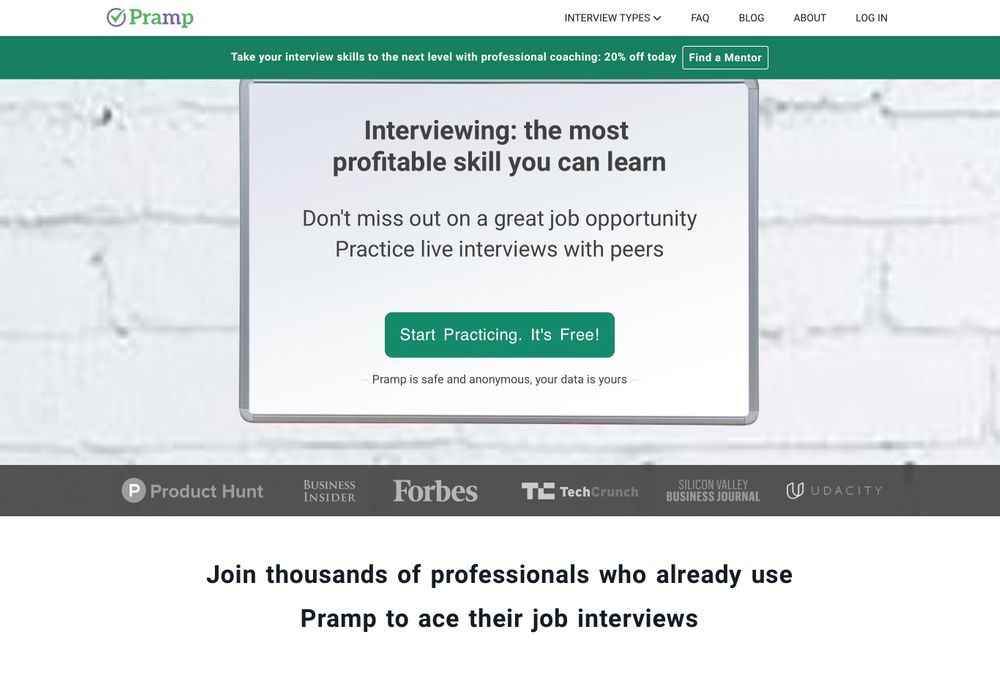 Pramp
INTERVIEW TYPES
FAQ
BLOG
ABOUT
LOG IN
Take your interview skills to the next level with professional coaching: 20% off today
Find a Mentor
Interviewing: the most
profitable skill you can learn
Don't miss out on a great job opportunity
Practice live interviews with peers
Start Practicing. It's Free!
Pramp is safe and anonymous, your data is yours
P Product Hunt
BUSINESS
INSIDER
Forbes
TC TechCrunch
SILICON VALLEY
BUSINESS JOURNAL
UDACITY
Join thousands of professionals who already use
Pramp to ace their job interviews